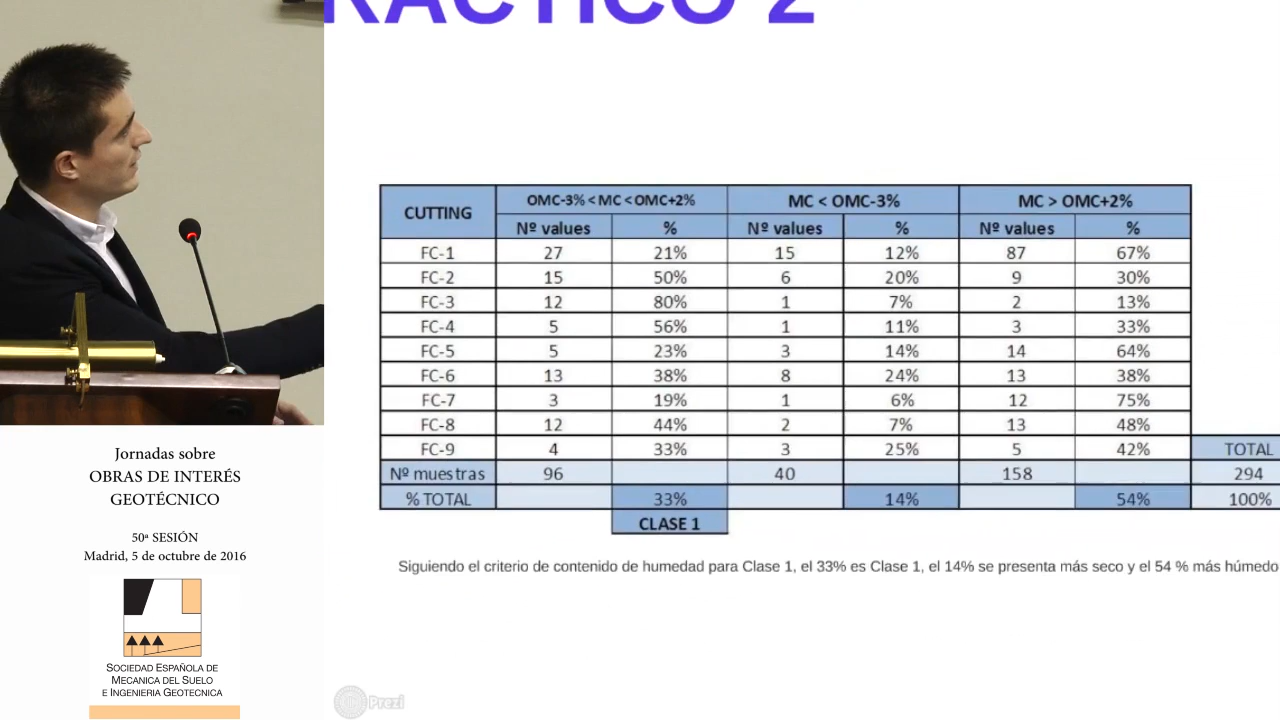 RÁCTICO 2
CUTTING OMC-3% < MC < OMC+2% MC < OMC-3% MC > OMC+2%
Nº values % Nº values % Nº values %
FC-1 27 21% 15 12% 87 67%
FC-2 15 50% 6 20% 9 30%
FC-3 12 80% 1 7% 2 13%
FC-4 5 56% 1 11% 3 33%
FC-5 5 23% 3 14% 14 64%
FC-6 13 38% 8 24% 13 38%
FC-7 3 19% 1 6% 12 75%
FC-8 12 44% 2 7% 13 48%
FC-9 4 33% 3 25% 5 42% TOTAL
Nº muestras 96 40 158 294
% TOTAL 33% 14% 54% 100%
CLASE 1
Siguiendo el criterio de contenido de humedad para Clase 1, el 33% es Clase 1, el 14% se presenta más seco y el 54 % más húmedo
Prezi
Jornadas sobre
OBRAS DE INTERÉS
GEOTÉCNICO
50ª SESIÓN
Madrid, 5 de octubre de 2016
SOCIEDAD ESPAÑOLA DE
MECANICA DEL SUELO
E INGENIERIA GEOTECNICA